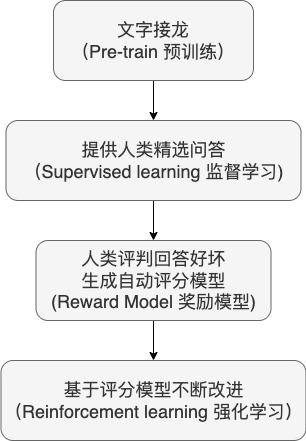 文字接龙
（Pre-train 预训练）
提供人类精选问答
（Supervised learning 监督学习)
人类评判回答好坏
生成自动评分模型
(Reward Model 奖励模型)
基于评分模型不断改进
（Reinforcement learning 强化学习）